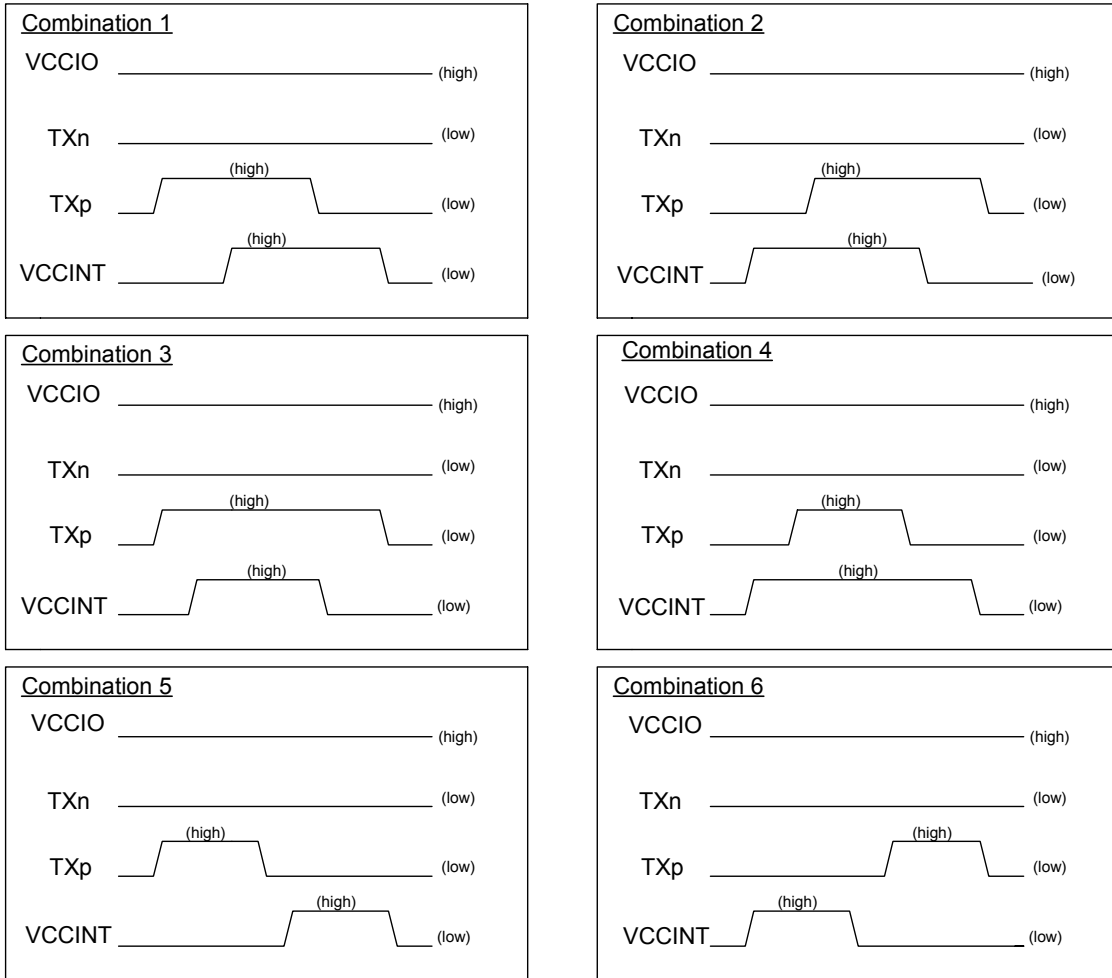 Combination 1
VCCIO
(high)
TXn
(low)
(high)
TXp
(low)
(high)
VCCINT
(low)
Combination 2
VCCIO
(high)
TXn
(low)
(high)
TXp
(low)
(high)
VCCINT
(low)
Combination 3
VCCIO
(high)
TXn
(low)
(high)
TXp
(low)
(high)
VCCINT
(low)
Combination 4
VCCIO
(high)
TXn
(low)
(high)
TXp
(low)
(high)
VCCINT
(low)
Combination 5
VCCIO
(high)
TXn
(low)
(high)
TXp
(low)
(high)
VCCINT
(low)
Combination 6
VCCIO
(high)
TXn
(low)
(high)
TXp
(low)
(high)
VCCINT
(low)